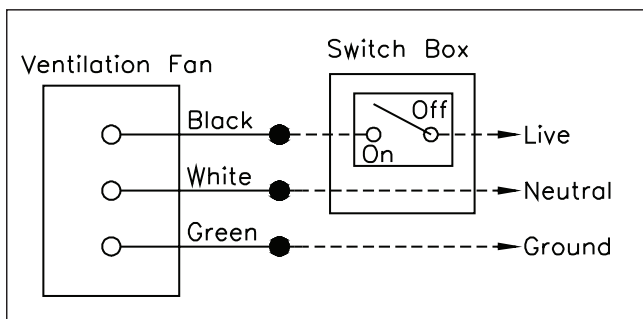 Switch Box
Ventilation Fan
Off
Black
Live
On
White
Neutral
Green
Ground